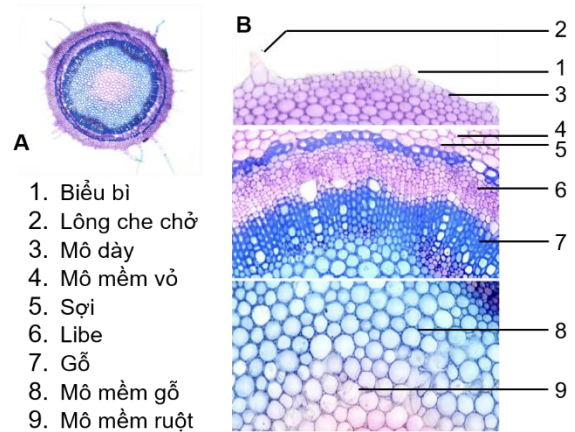 A
1. Biểu bì
2. Lông che chở
3. Mô dày
4. Mô mềm vỏ
5. Sợi
6. Libe
7. Gỗ
8. Mô mềm gỗ
9. Mô mềm ruột
B
2
1
3
4
5
6
7
8
9